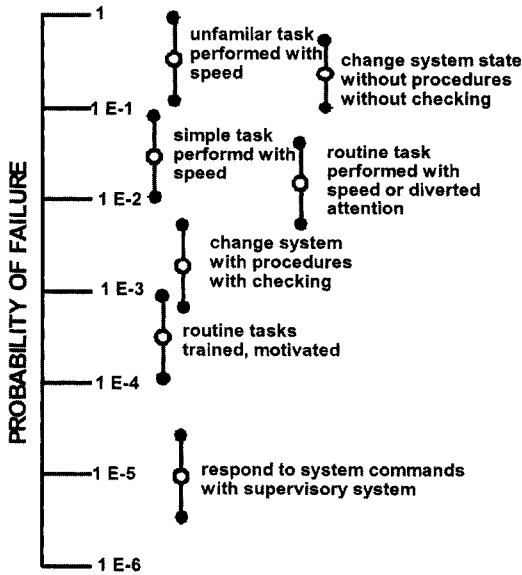 PROBABILITY OF FAILURE
1
1 E-1
1 E-2
1 E-3
1 E-4
1 E-5
1 E-6
unfamilar task
performed with
speed
change system state
without procedures
without checking
simple task
performd with
speed
routine task
performed with
speed or diverted
attention
change system
with procedures
with checking
routine tasks
trained, motivated
respond to system commands
with supervisory system